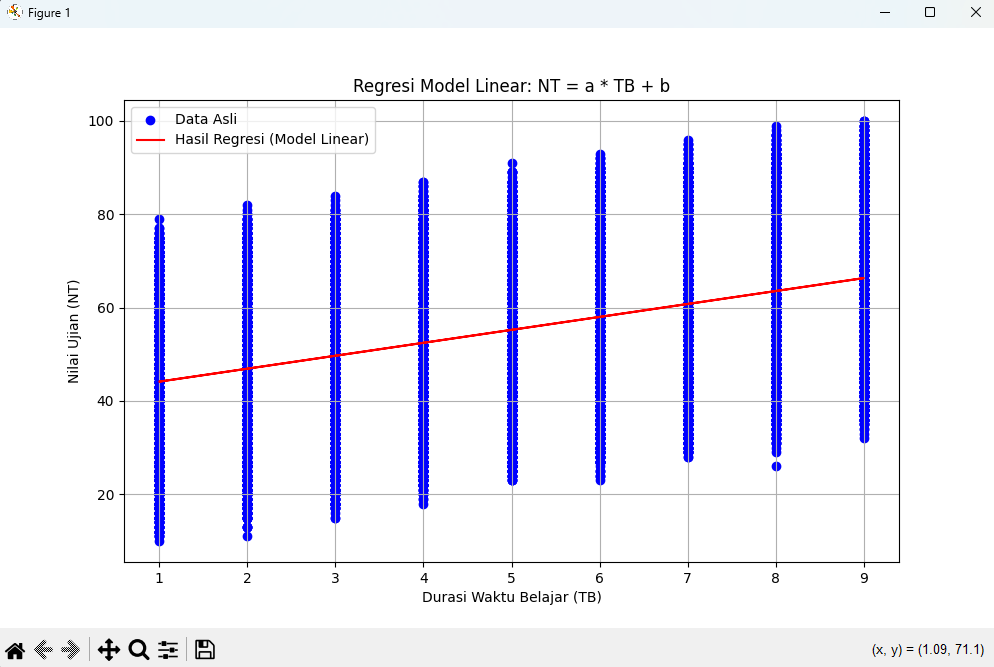 Figure 1
Regresi Model Linear: NT = a * TB + b
Data Asli
Hasil Regresi (Model Linear)
Nilai Ujian (NT)
100
80
60
40
20
1 2 3 4 5 6 7 8 9
Durasi Waktu Belajar (TB)
(x, y) = (1.09, 71.1)